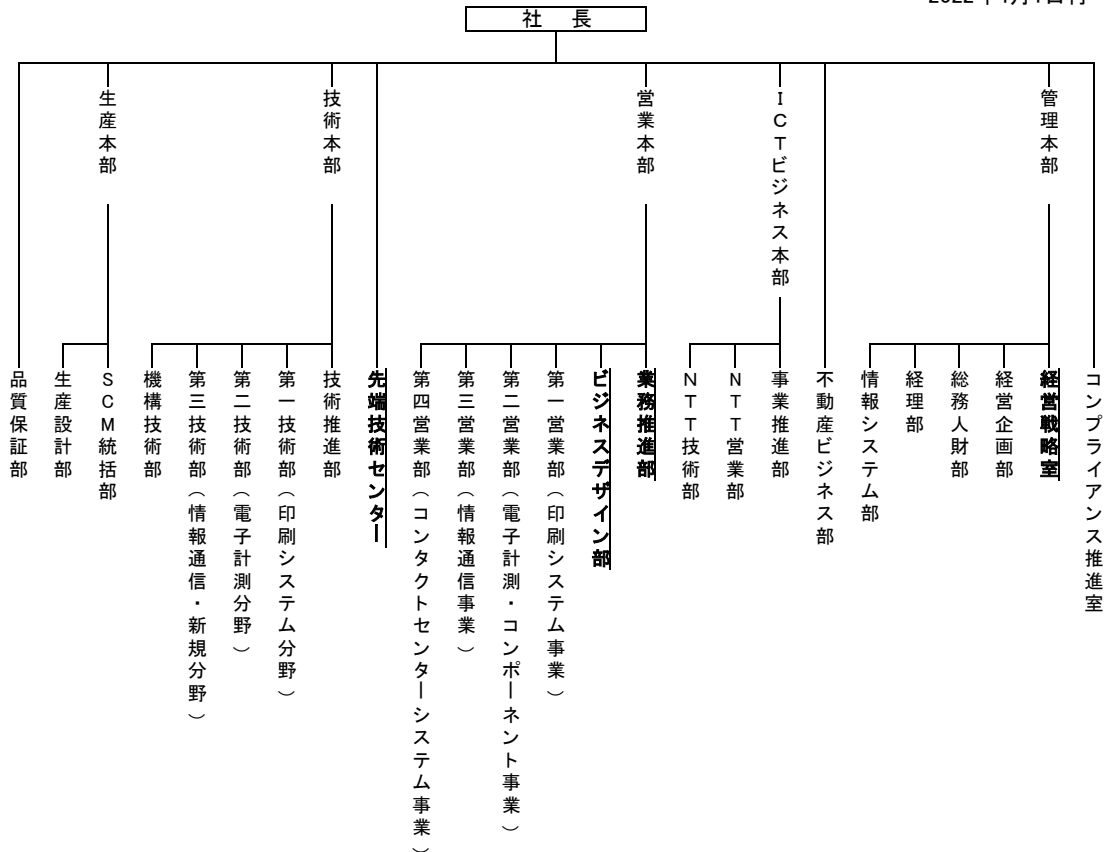 2022年4月1日付
社 長
管理本部
ICTビジネス本部
営業本部
技術本部
生産本部
コンプライアンス推進室
経営戦略室
経営企画部
総務人財部
経理部
情報システム部
不動産ビジネス部
事業推進部
NTT営業部
NTT技術部
業務推進部
ビジネスデザイン部
第一営業部(印刷システム事業)
第二営業部(電子計測・コンポーネント事業)
第三営業部(情報通信事業)
第四営業部(コンタクトセンターシステム事業)
先端技術センター
技術推進部
第一技術部(印刷システム分野)
第二技術部(電子計測分野)
第三技術部(情報通信・新規分野)
機構技術部
SCM統括部
生産設計部
品質保証部